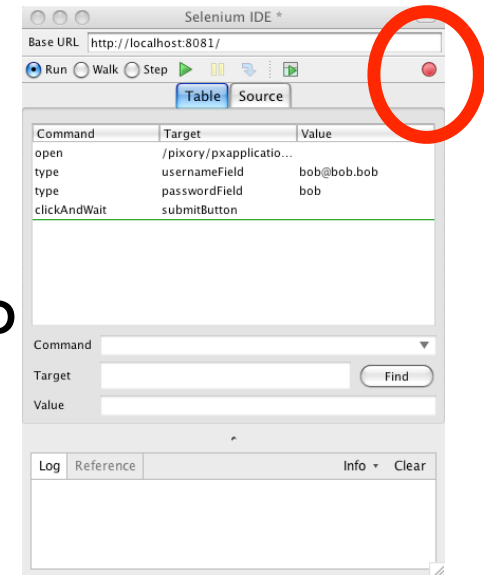 Selenium IDE *
Base URL http://localhost:8081/
Run Walk Step
Table Source
Command Target Value
open /pixory/pxapplicatio...
type usernameField bob@bob.bob
type passwordField bob
clickAndWait submitButton
o
Command
Target Find
Value
Log Reference Info Clear